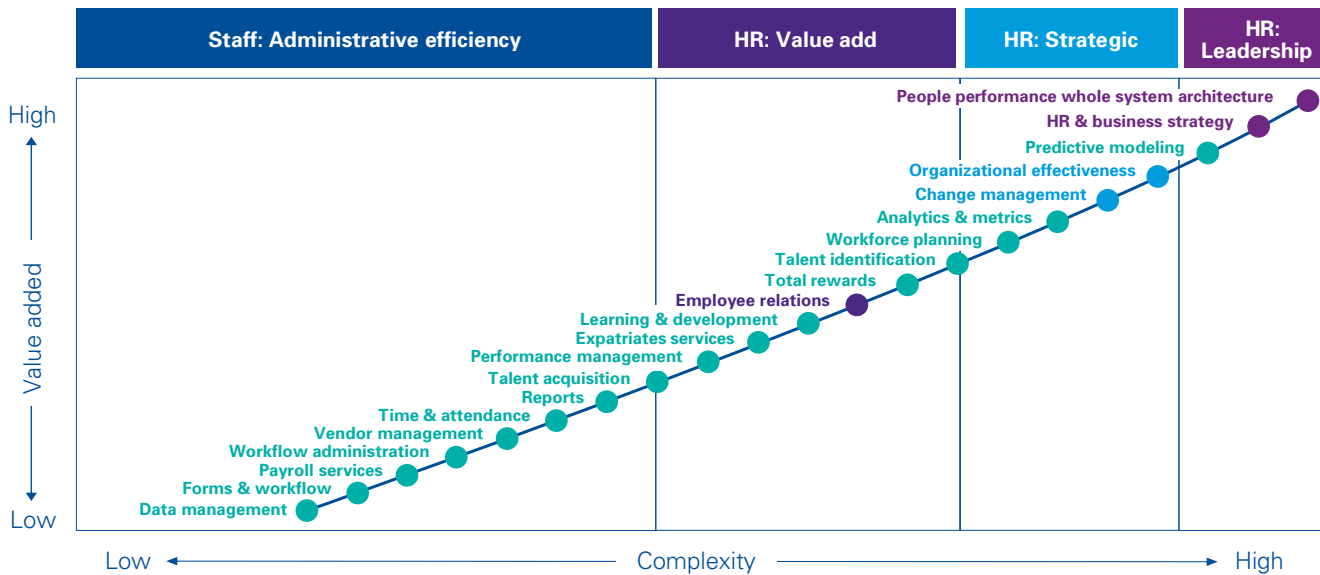 Staff: Administrative efficiency
HR: Value add
HR: Strategic
HR:
Leadership
High
Value added
Low
People performance whole system architecture
HR & business strategy
Predictive modeling
Organizational effectiveness
Change management
Analytics & metrics
Workforce planning
Talent identification
Total rewards
Employee relations
Learning & development
Expatriates services
Performance management
Talent acquisition
Reports
Time & attendance
Vendor management
Workflow administration
Payroll services
Forms & workflow
Data management
Low
Complexity
High